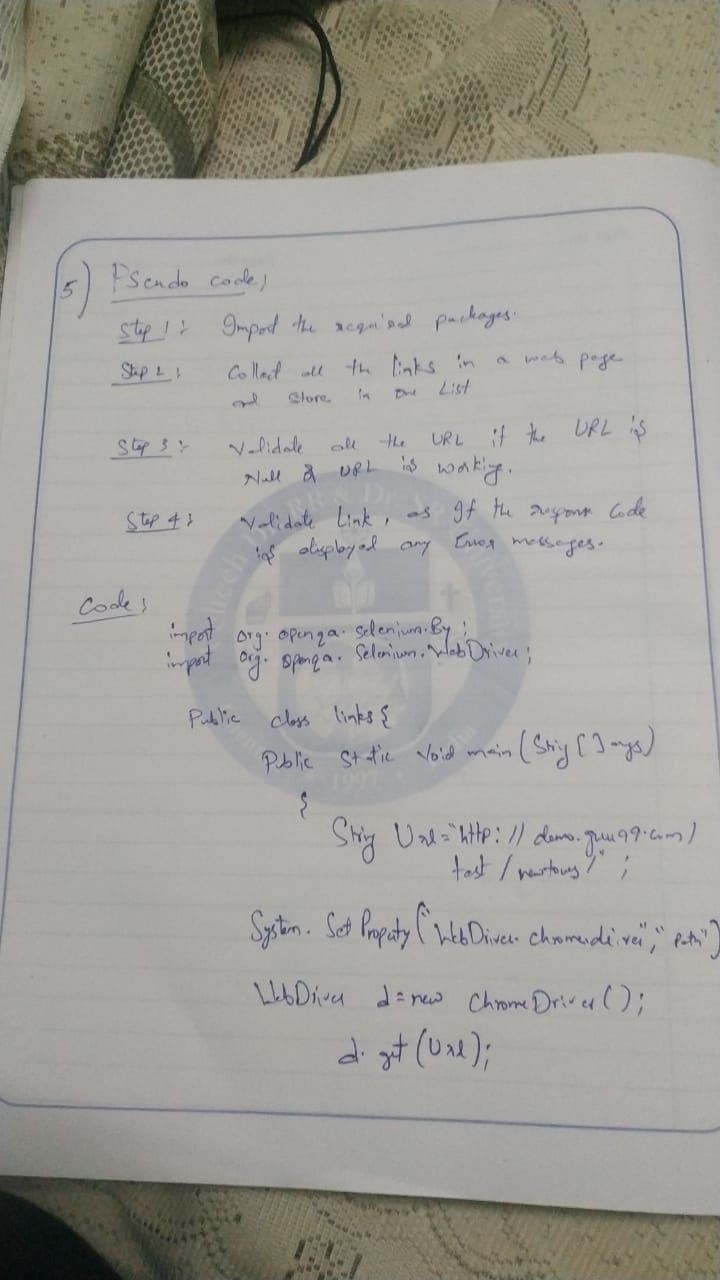 5) Pseudo code;
Step 1: Import the required packages.
Step 2: Collect all the links in a web page
and store in one List
Step 3: Validate all the URL if the URL is
Null & URL is working.
Step 4: Validate Link, as If the response Code
is displayed any Error messages.
Code:
import org. openqa. selenium.By;
import org. openqa. Selenium. WebDriver;
Public class links {
Public Static Void main (String [] args)
{
String Url = "http: // demo. guru99.com /
test / newtours /" ;
System. Set Property ("WebDriver. chromedriver", "Path")
WebDriver d = new ChromeDriver ();
d. get (Url);
1997